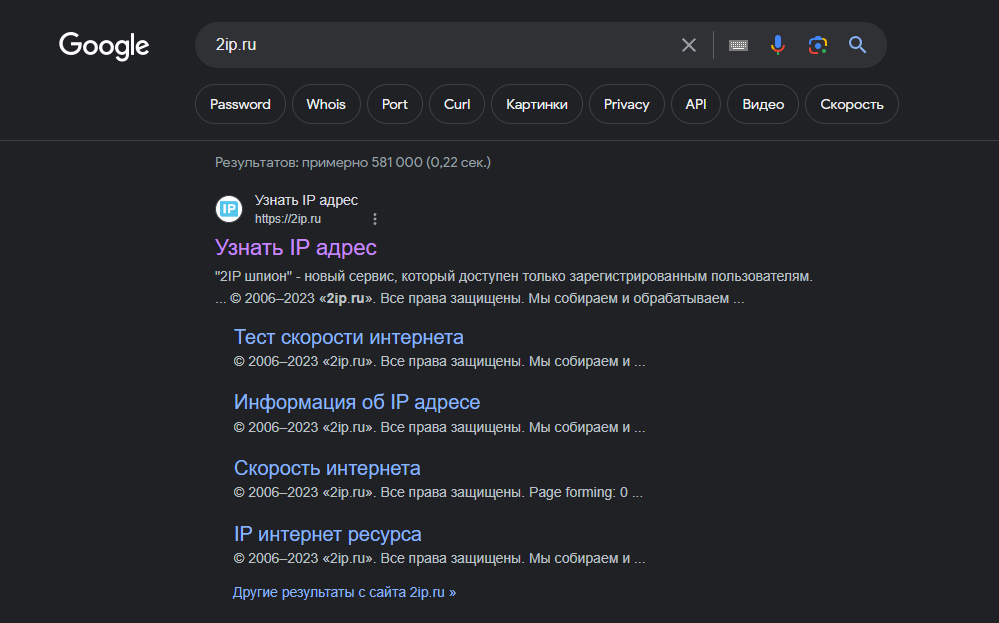 Google
2ip.ru
Password Whois Port Curl Картинки Privacy API Видео Скорость
Результатов: примерно 581 000 (0,22 сек.)
IP
Узнать IP адрес
https://2ip.ru
Узнать IP адрес
"2IP шпион" - новый сервис, который доступен только зарегистрированным пользователям.
... © 2006–2023 «2ip.ru». Все права защищены. Мы собираем и обрабатываем ...
Тест скорости интернета
© 2006–2023 «2ip.ru». Все права защищены. Мы собираем и ...
Информация об IP адресе
© 2006–2023 «2ip.ru». Все права защищены. Мы собираем и ...
Скорость интернета
© 2006–2023 «2ip.ru». Все права защищены. Page forming: 0 ...
IP интернет ресурса
© 2006–2023 «2ip.ru». Все права защищены. Мы собираем и ...
Другие результаты с сайта 2ip.ru »